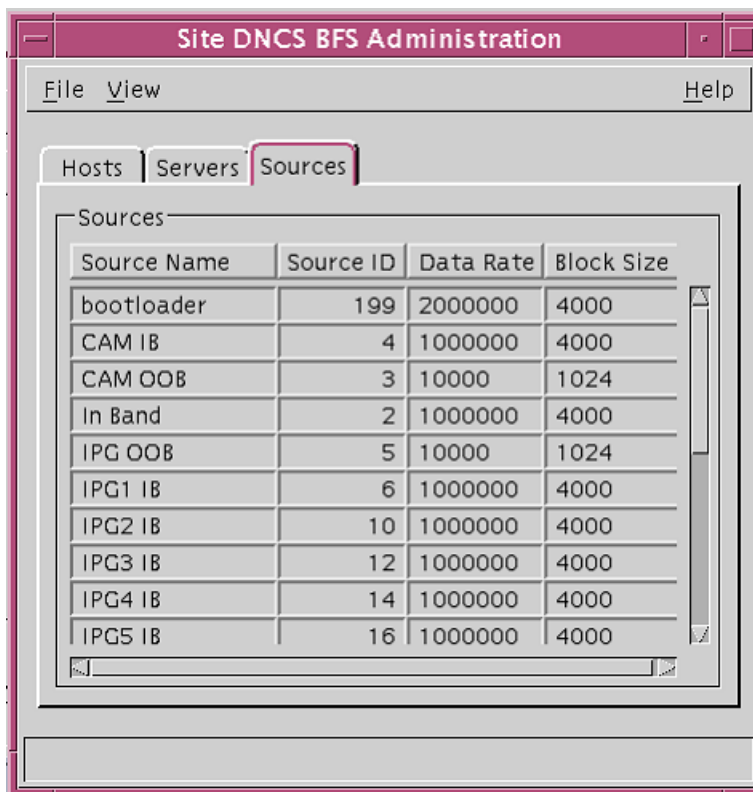 Site DNCS BFS Administration
File View Help
Hosts Servers Sources
Sources
Source Name Source ID Data Rate Block Size
bootloader 199 2000000 4000
CAM IB 4 1000000 4000
CAM OOB 3 10000 1024
In Band 2 1000000 4000
IPG OOB 5 10000 1024
IPG1 IB 6 1000000 4000
IPG2 IB 10 1000000 4000
IPG3 IB 12 1000000 4000
IPG4 IB 14 1000000 4000
IPG5 IB 16 1000000 4000